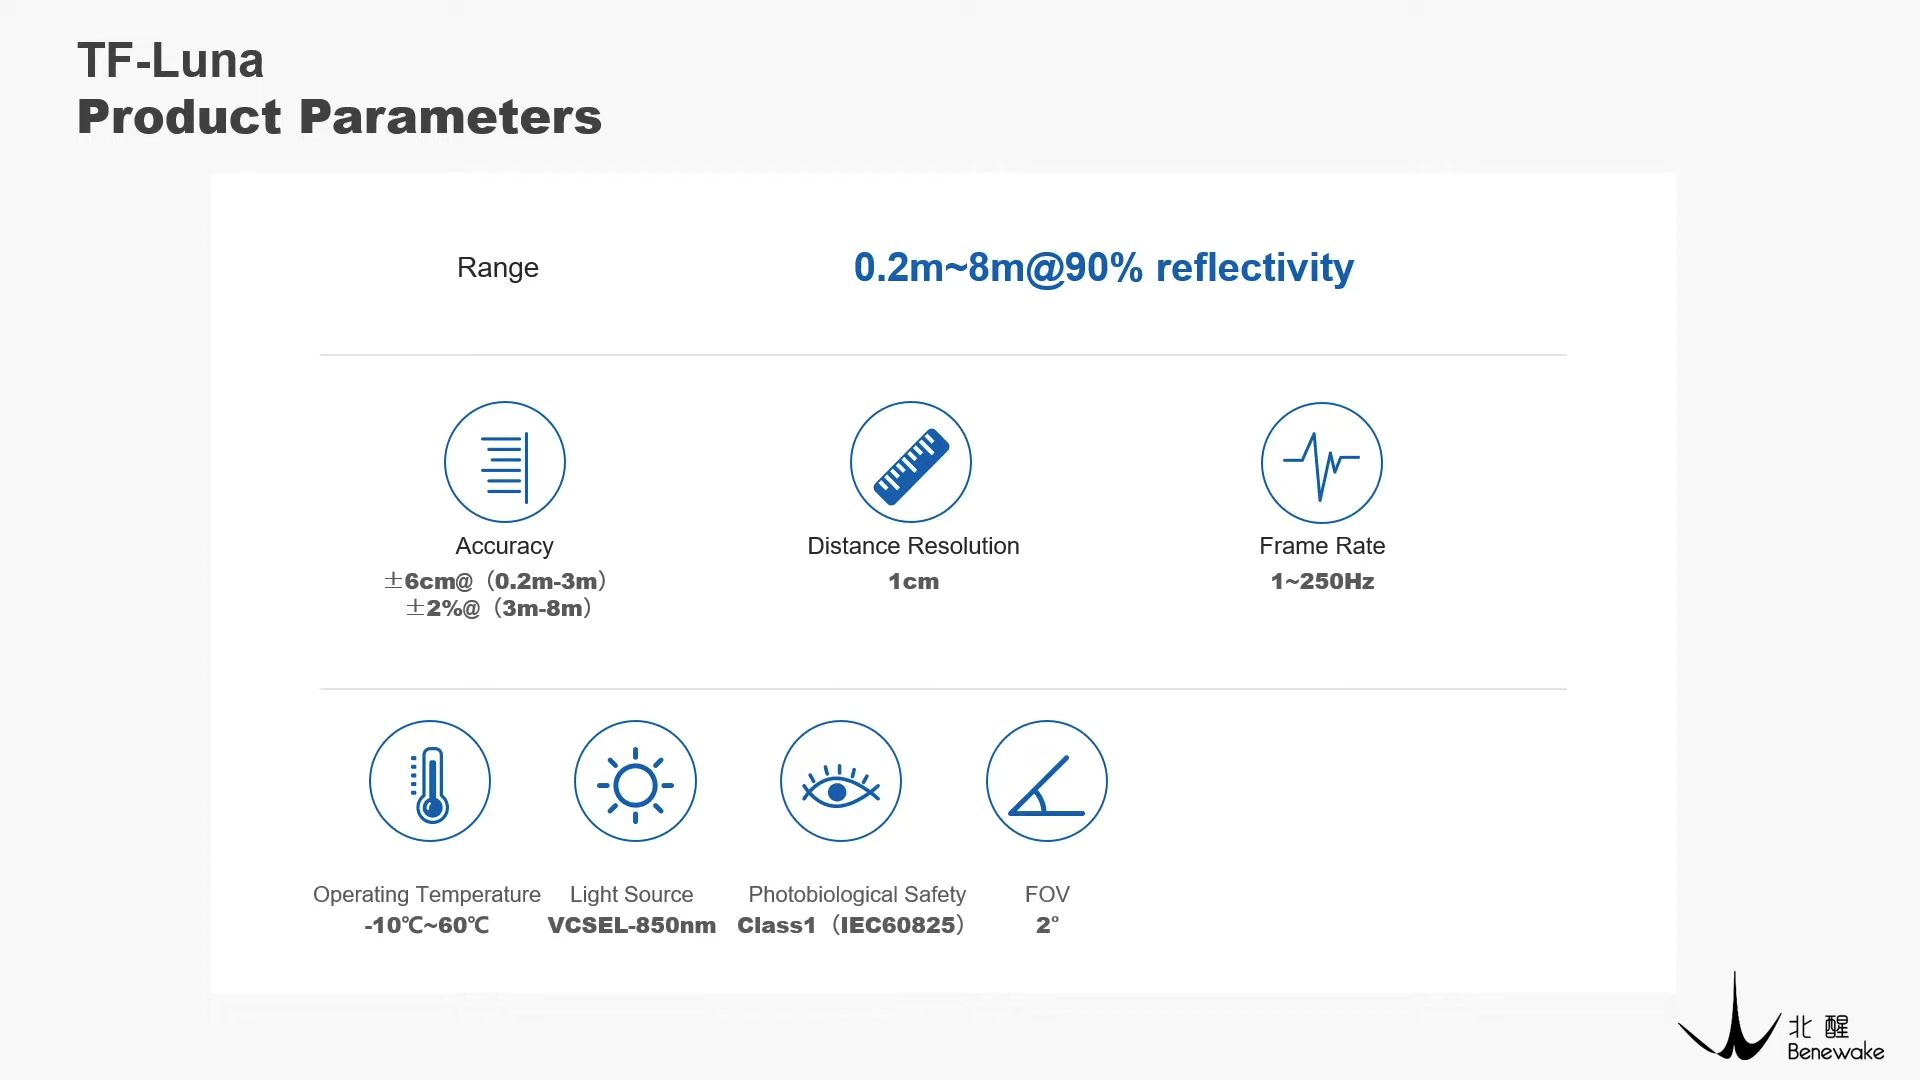 TF-Luna
Product Parameters
Range
0.2m~8m@90% reflectivity
Accuracy
±6cm@（0.2m-3m）
±2%@（3m-8m）
Distance Resolution
1cm
Frame Rate
1~250Hz
Operating Temperature
-10℃~60℃
Light Source
VCSEL-850nm
Photobiological Safety
Class1（IEC60825）
FOV
2°
北醒
Benewake